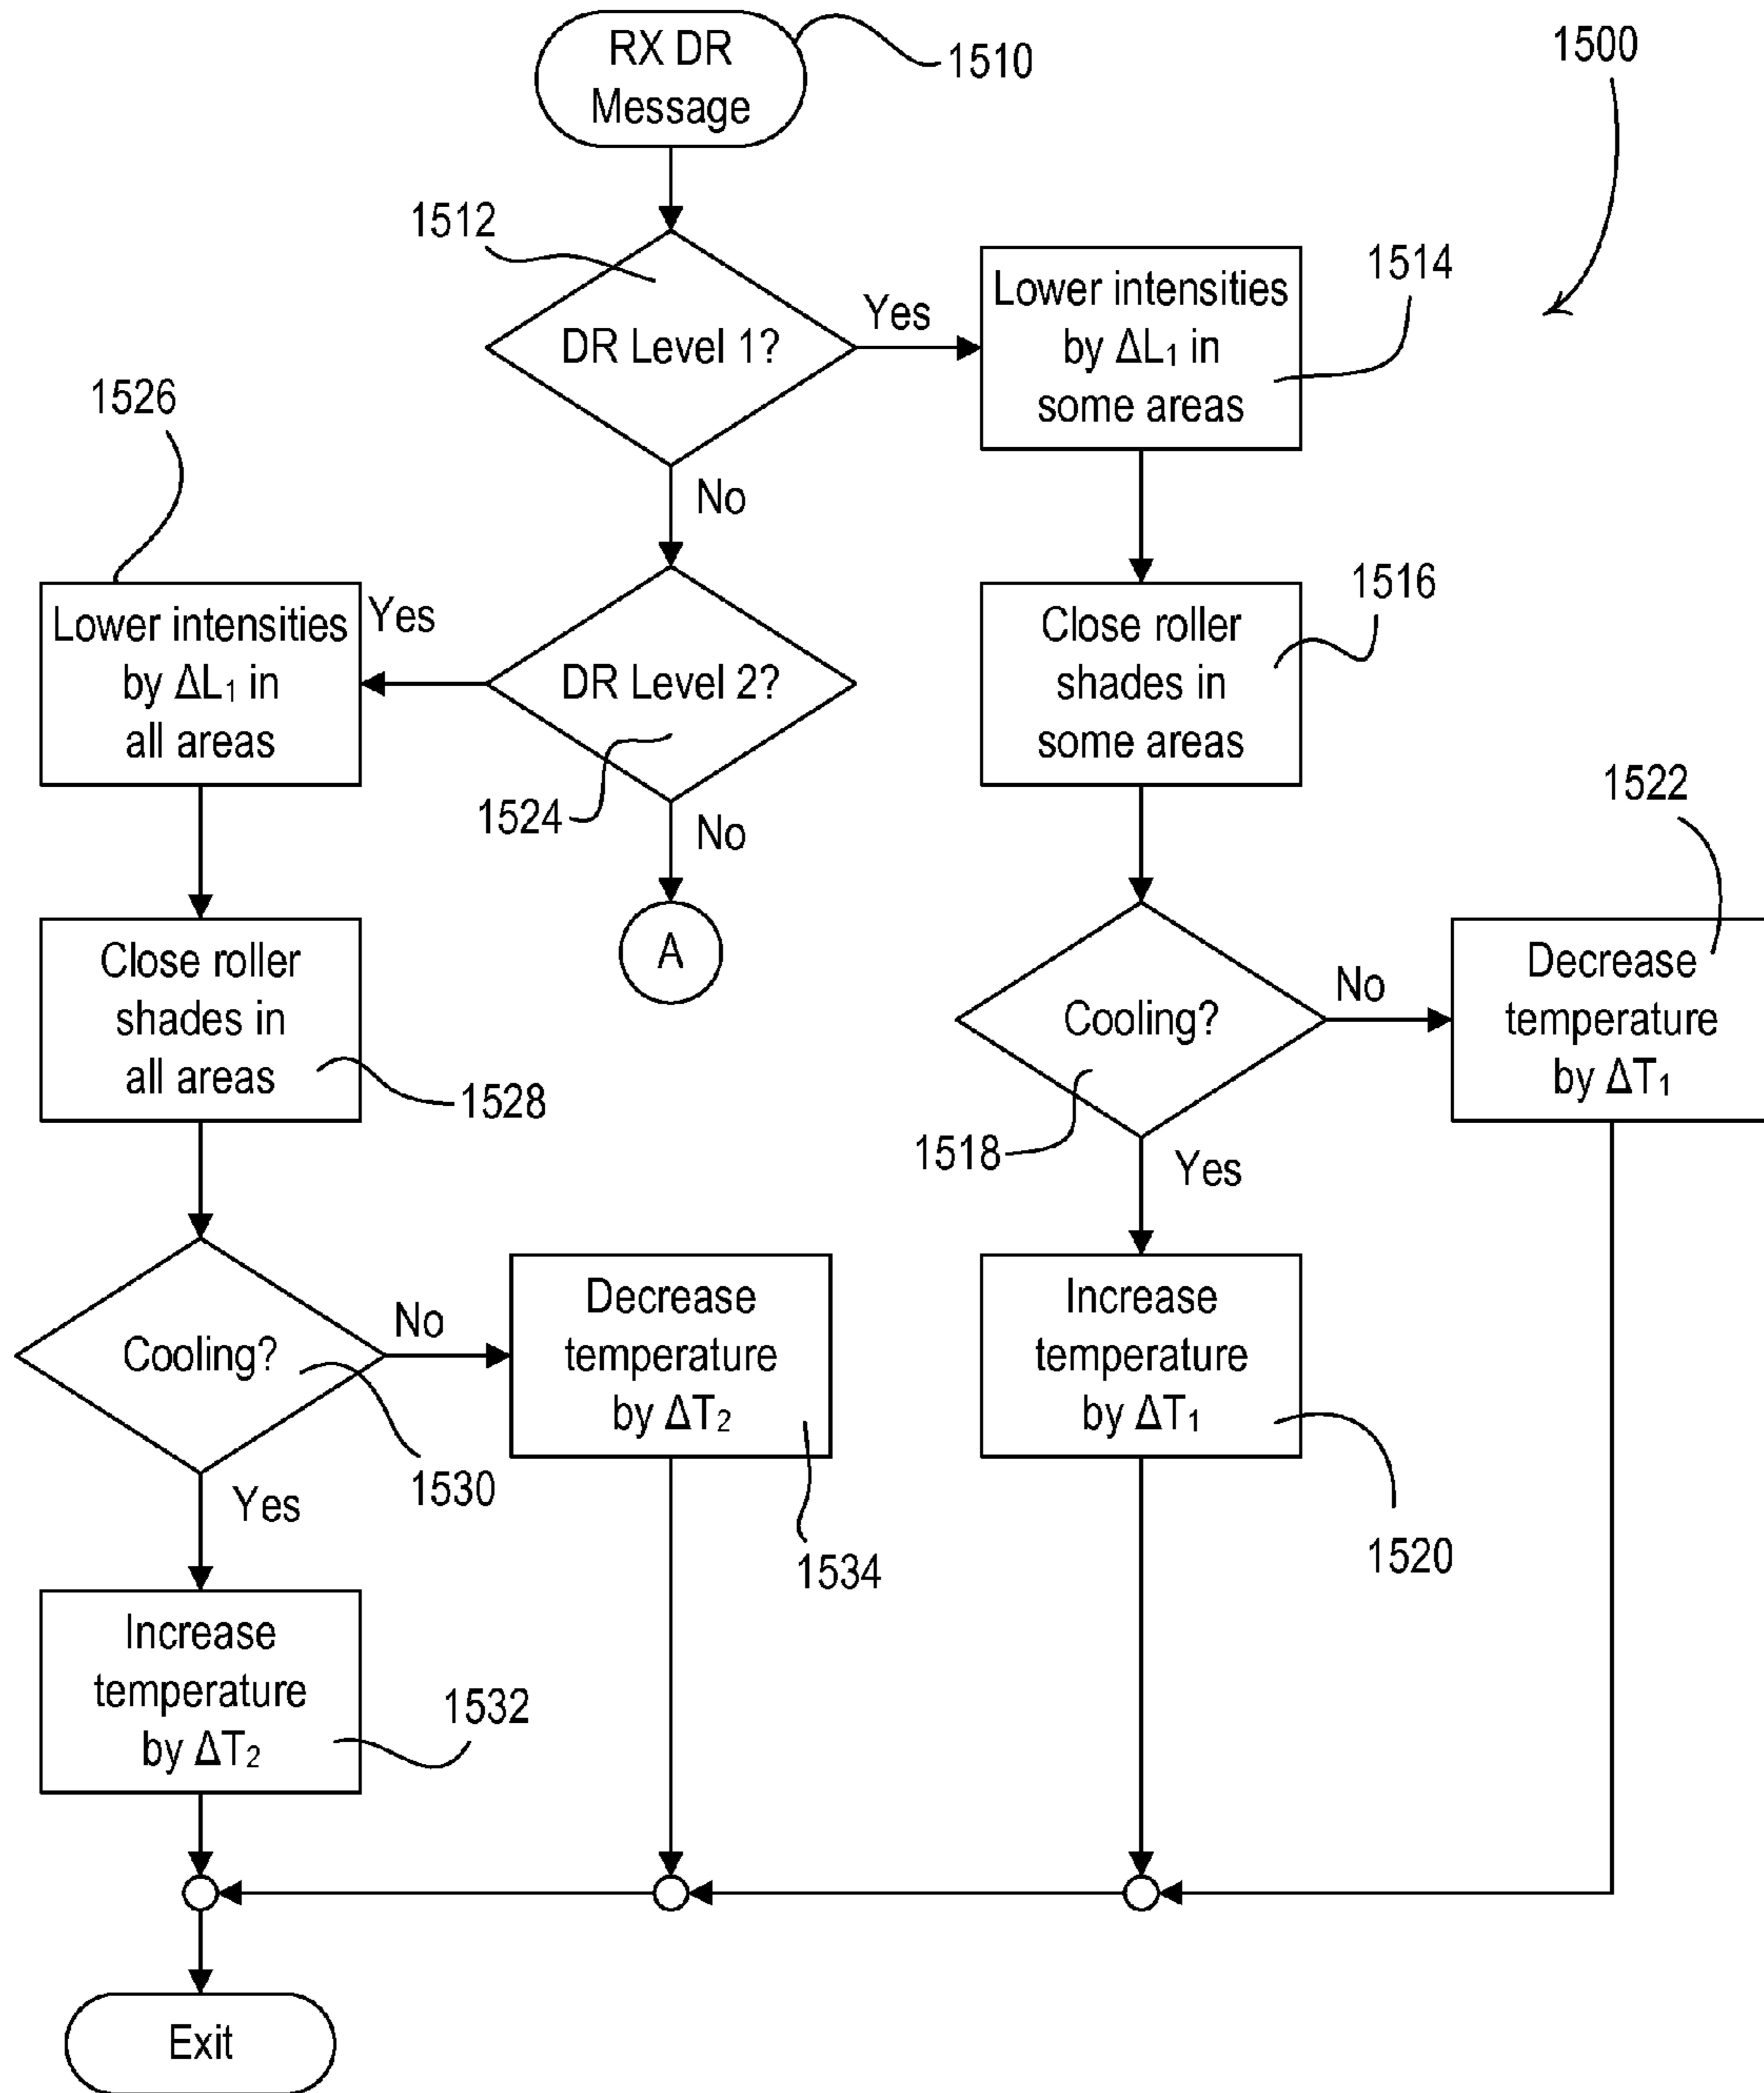 RX DR
Message
1510
1500
1512
DR Level 1?
Yes
Lower intensities
by ΔL₁ in
some areas
1514
No
1526
Lower intensities
by ΔL₁ in
all areas
Yes
DR Level 2?
1524
No
A
Close roller
shades in
some areas
1516
1522
Close roller
shades in
all areas
1528
Cooling?
1518
No
Decrease
temperature
by ΔT₁
Yes
Cooling?
1530
No
Decrease
temperature
by ΔT₂
1534
Increase
temperature
by ΔT₁
1520
Yes
Increase
temperature
by ΔT₂
1532
Exit